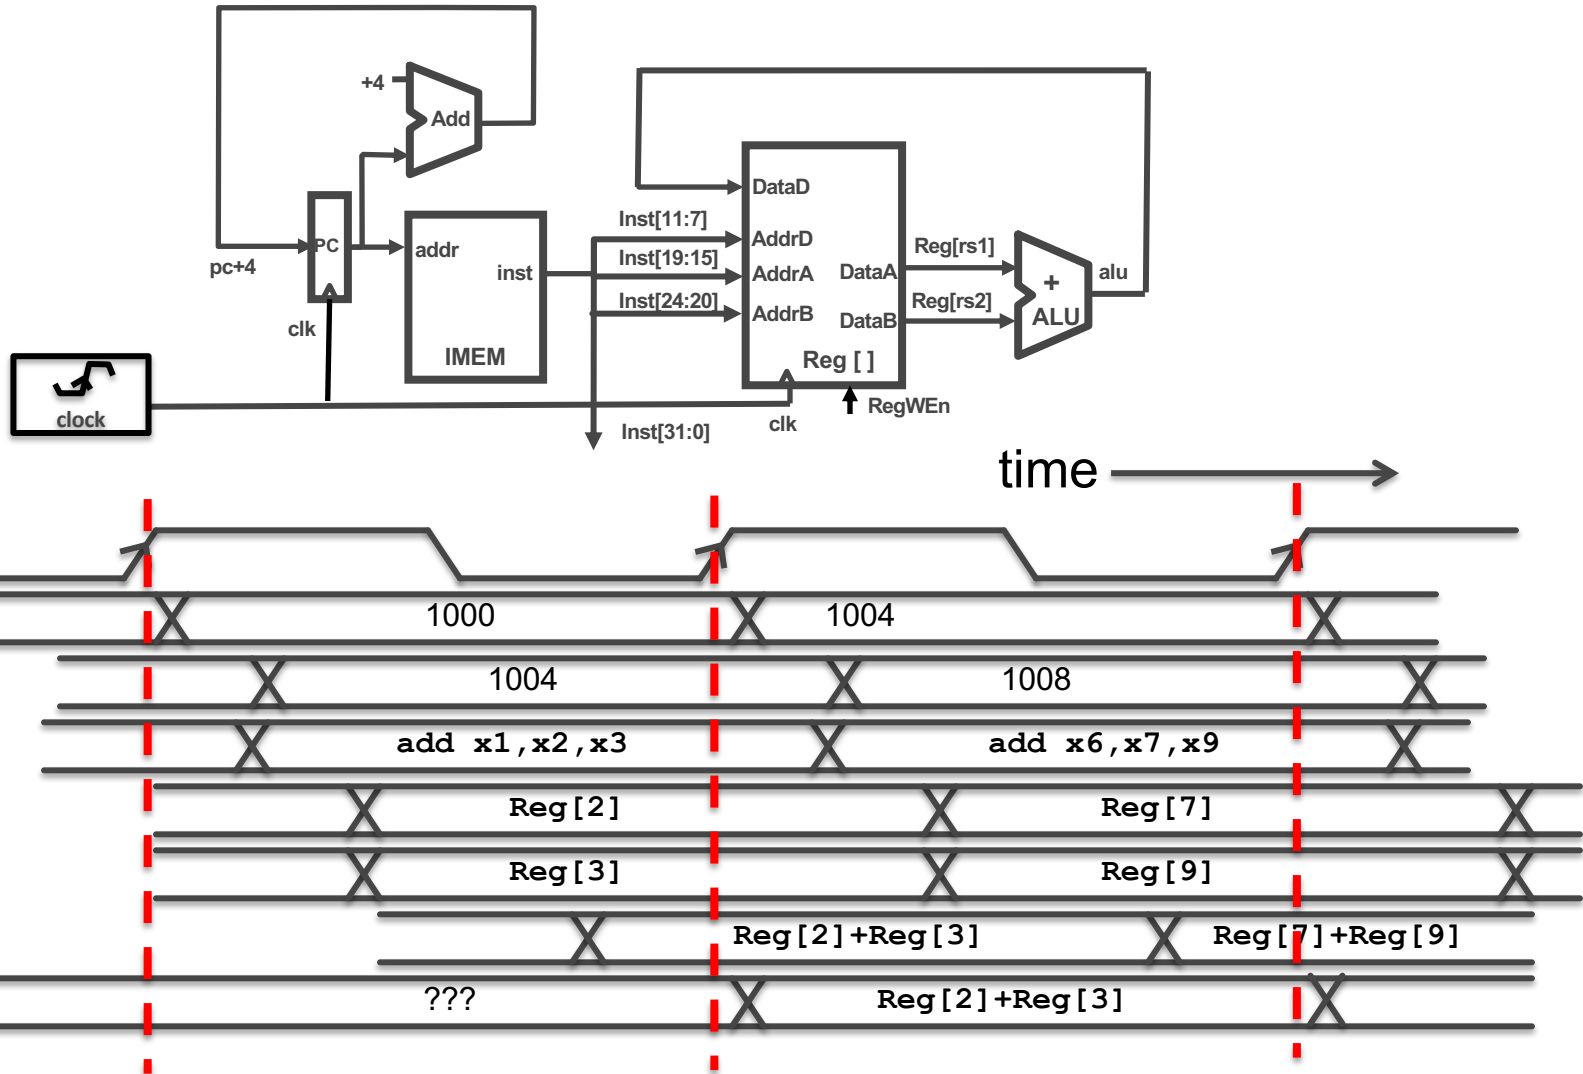 +4
Add
PC
pc+4
clk
addr
inst
IMEM
clock
Inst[11:7]
Inst[19:15]
Inst[24:20]
Inst[31:0]
DataD
AddrD
AddrA
AddrB
DataA
DataB
Reg [ ]
clk
RegWEn
Reg[rs1]
Reg[rs2]
+
ALU
alu
time
1000 1004
1004 1008
add x1,x2,x3 add x6,x7,x9
Reg[2] Reg[7]
Reg[3] Reg[9]
Reg[2]+Reg[3] Reg[7]+Reg[9]
??? Reg[2]+Reg[3]